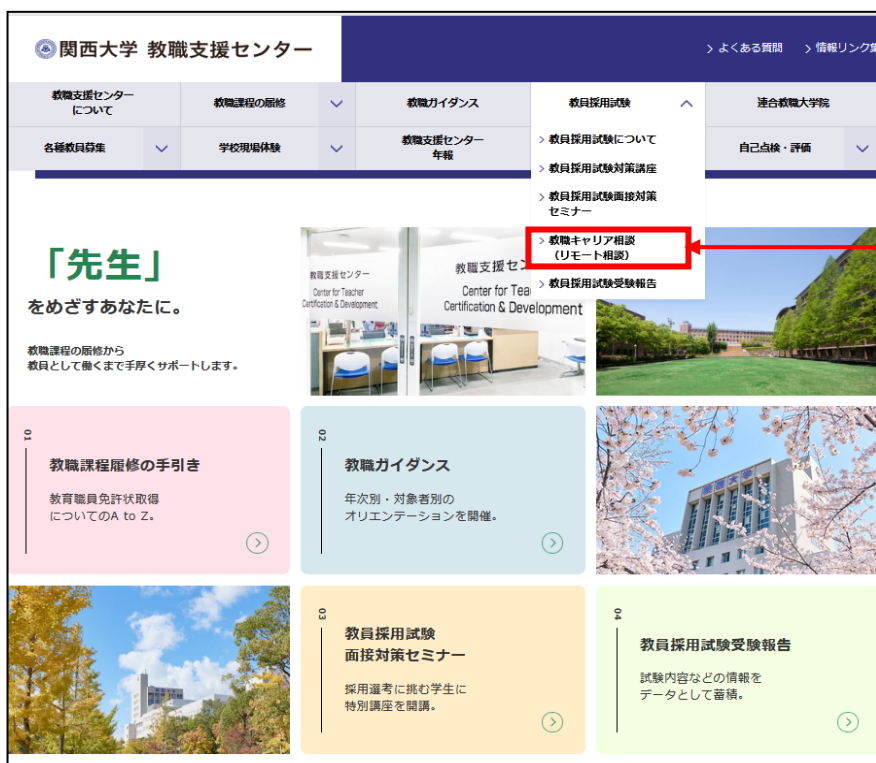 関西大学 教職支援センター
よくある質問
情報リンク集
教職支援センター
について
教職課程の履修
教職ガイダンス
教員採用試験
連合教職大学院
各種教員募集
学校現場体験
教職支援センター
年報
自己点検・評価
教員採用試験について
教員採用試験対策講座
教員採用試験面接対策
セミナー
教職キャリア相談
(リモート相談)
教員採用試験受験報告
「先生」
をめざすあなたに。
教職課程の履修から
教員として働くまで手厚くサポートします。
教職支援センター
Center for Teacher
Certification & Development
教職支援セン
Center for Tea
Certification & Development
01
教職課程履修の手引き
教育職員免許状取得
についてのA to Z。
02
教職ガイダンス
年次別・対象者別の
オリエンテーションを開催。
関西大学
03
教員採用試験
面接対策セミナー
採用選考に挑む学生に
特別講座を開講。
04
教員採用試験受験報告
試験内容などの情報を
データとして蓄積。